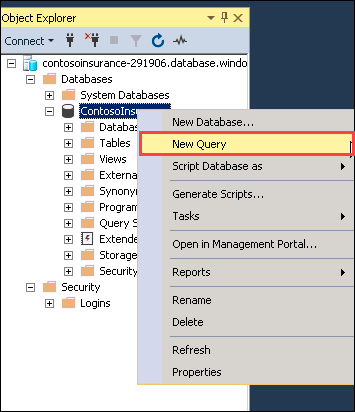 Object Explorer
Connect
contosoinsurance-291906.database.windo
Databases
System Databases
ContosoInsu
Databas
Tables
Views
Externa
Synonym
Program
Query S
Extende
Storage
Security
Security
Logins
New Database...
New Query
Script Database as
Generate Scripts...
Tasks
Open in Management Portal...
Reports
Rename
Delete
Refresh
Properties